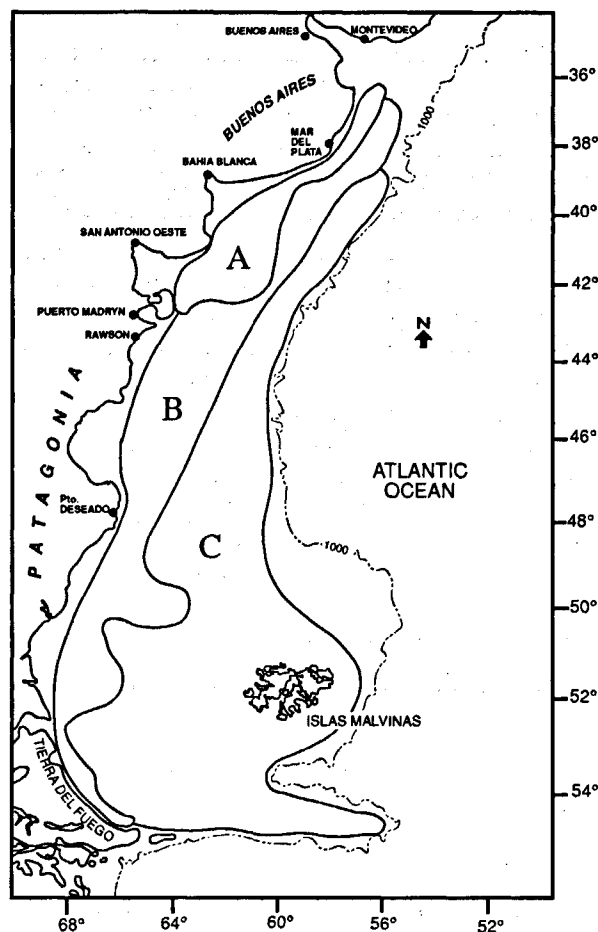 BUENOS AIRES
MONTEVIDEO
36°
1000
BUENOS AIRES
MAR
DEL
PLATA
38°
BAHIA BLANCA
40°
SAN ANTONIO OESTE
A
42°
PUERTO MADRYN
N
RAWSON
44°
B
PATAGONIA
46°
ATLANTIC
OCEAN
Pto.
DESEADO
48°
C
1000
50°
52°
ISLAS MALVINAS
TIERRA DEL FUEGO
54°
68°
64°
60°
56°
52°